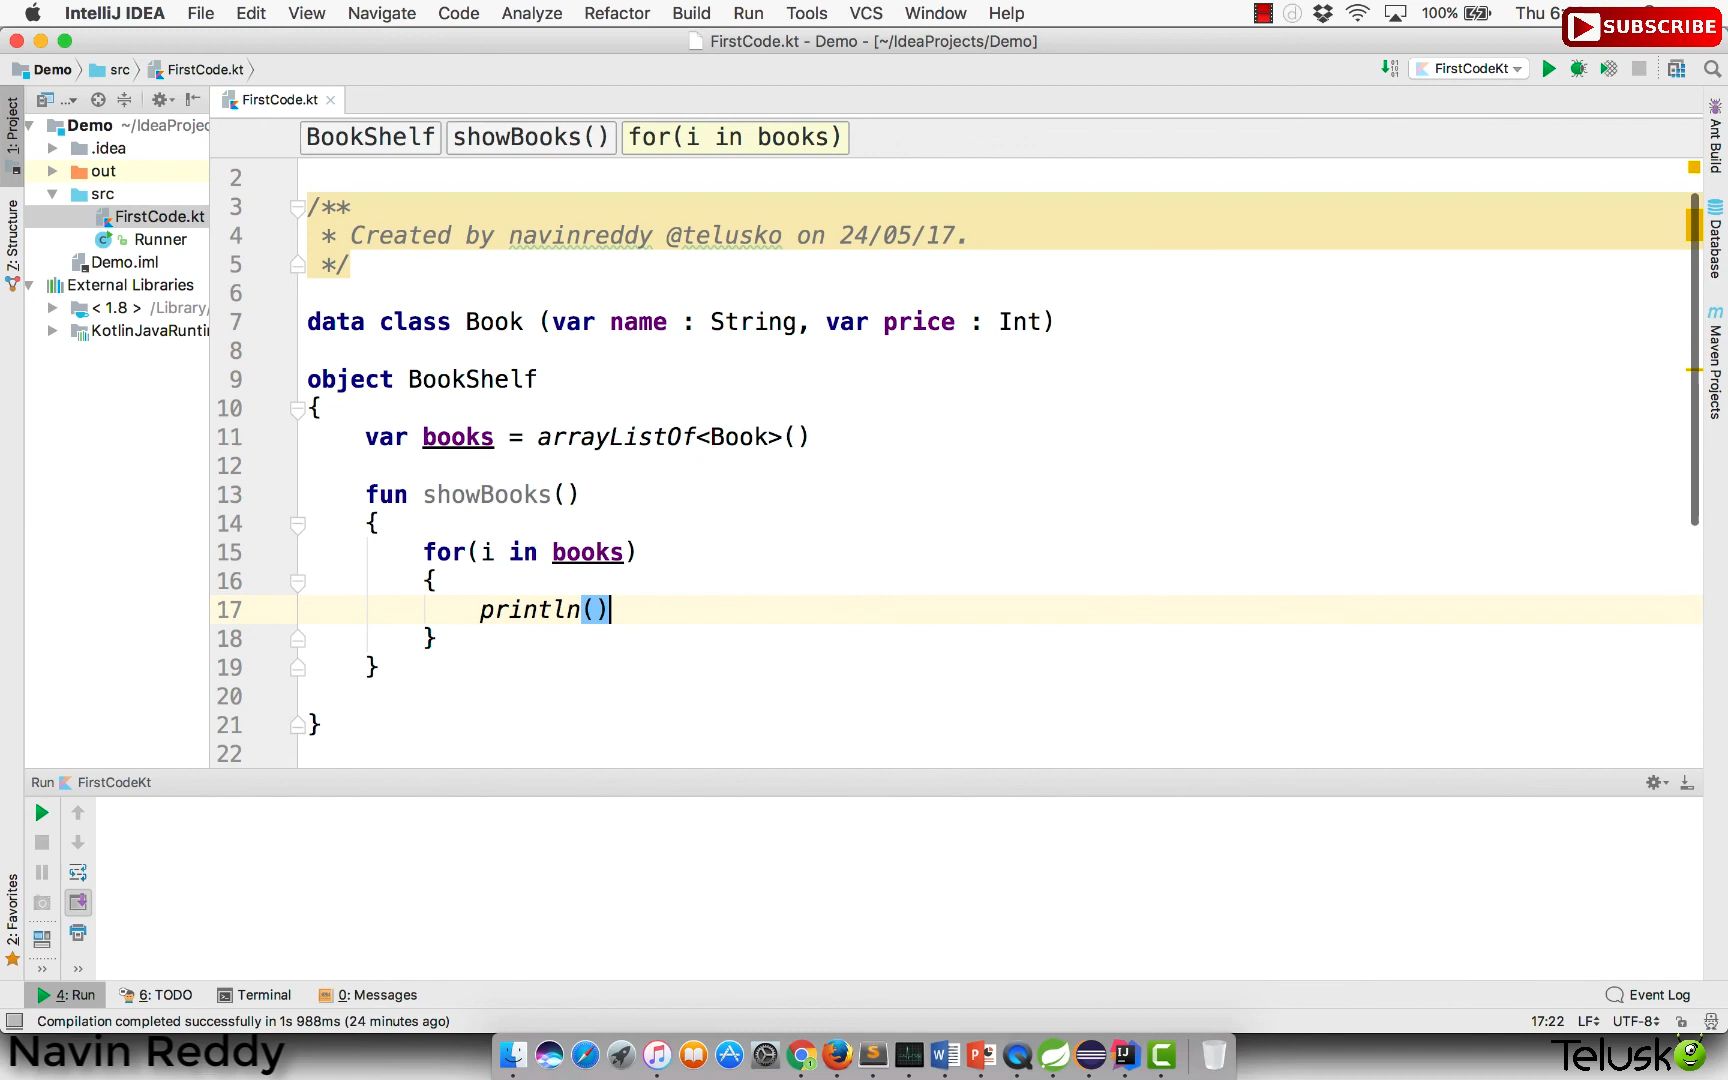 IntelliJ IDEA File Edit View Navigate Code Analyze Refactor Build Run Tools VCS Window Help 100% Thu 6:
SUBSCRIBE
FirstCode.kt - Demo - [~/IdeaProjects/Demo]
Demo src FirstCode.kt FirstCodeKt
FirstCode.kt
1: Project
7: Structure
2: Favorites
Demo ~/IdeaProjec
.idea
out
src
FirstCode.kt
Runner
Demo.iml
External Libraries
< 1.8 > /Library/
KotlinJavaRuntin
BookShelf showBooks() for(i in books)
2
3 /**
4 * Created by navinreddy @telusko on 24/05/17.
5 */
6
7 data class Book (var name : String, var price : Int)
8
9 object BookShelf
10 {
11 var books = arrayListOf<Book>()
12
13 fun showBooks()
14 {
15 for(i in books)
16 {
17 println()
18 }
19 }
20
21 }
22
Ant Build
Database
Maven Projects
Run FirstCodeKt
4: Run 6: TODO Terminal 0: Messages Event Log
Compilation completed successfully in 1s 988ms (24 minutes ago) 17:22 LF UTF-8
Navin Reddy
Telusko